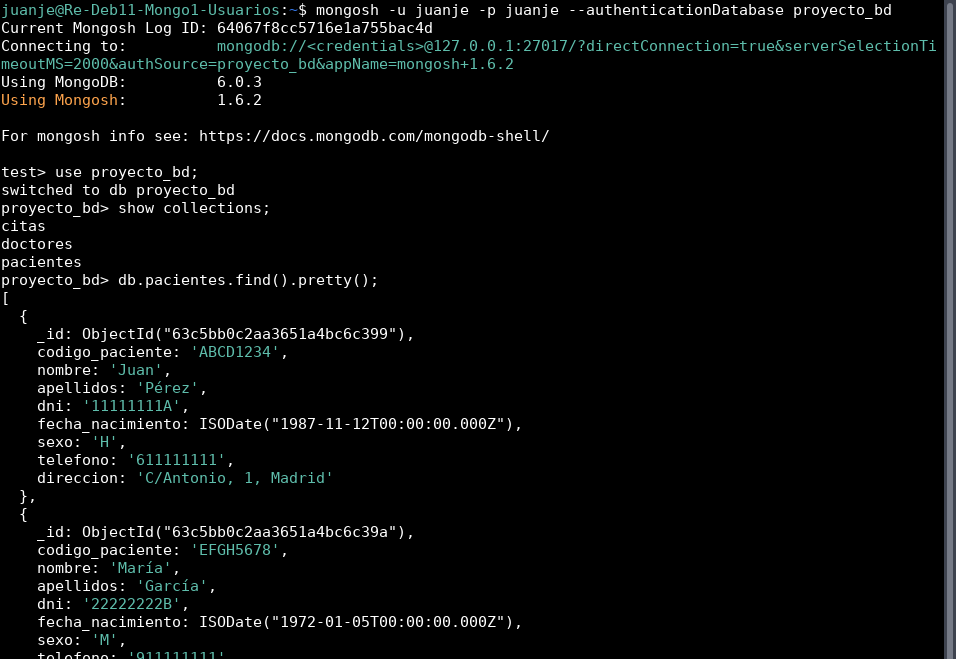 juanje@Re-Deb11-Mongo1-Usuarios:~$ mongosh -u juanje -p juanje --authenticationDatabase proyecto_bd
Current Mongosh Log ID: 64067f8cc5716e1a755bac4d
Connecting to:          mongodb://<credentials>@127.0.0.1:27017/?directConnection=true&serverSelectionTi
meoutMS=2000&authSource=proyecto_bd&appName=mongosh+1.6.2
Using MongoDB:          6.0.3
Using Mongosh:          1.6.2

For mongosh info see: https://docs.mongodb.com/mongodb-shell/

test> use proyecto_bd;
switched to db proyecto_bd
proyecto_bd> show collections;
citas
doctores
pacientes
proyecto_bd> db.pacientes.find().pretty();
[
  {
    _id: ObjectId("63c5bb0c2aa3651a4bc6c399"),
    codigo_paciente: 'ABCD1234',
    nombre: 'Juan',
    apellidos: 'Pérez',
    dni: '11111111A',
    fecha_nacimiento: ISODate("1987-11-12T00:00:00.000Z"),
    sexo: 'H',
    telefono: '611111111',
    direccion: 'C/Antonio, 1, Madrid'
  },
  {
    _id: ObjectId("63c5bb0c2aa3651a4bc6c39a"),
    codigo_paciente: 'EFGH5678',
    nombre: 'María',
    apellidos: 'García',
    dni: '22222222B',
    fecha_nacimiento: ISODate("1972-01-05T00:00:00.000Z"),
    sexo: 'M',
    telefono: '911111111'